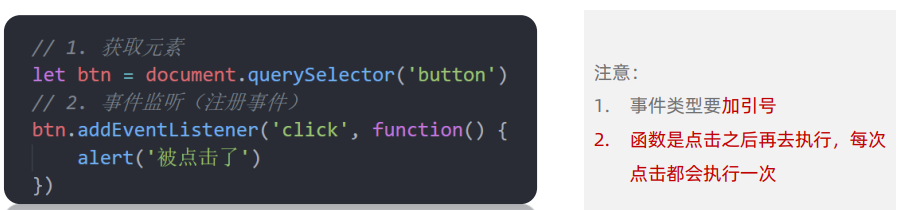 // 1. 获取元素
let btn = document.querySelector('button')
// 2. 事件监听（注册事件）
btn.addEventListener('click', function() {
    alert('被点击了')
})
注意：
1. 事件类型要加引号
2. 函数是点击之后再去执行，每次
点击都会执行一次